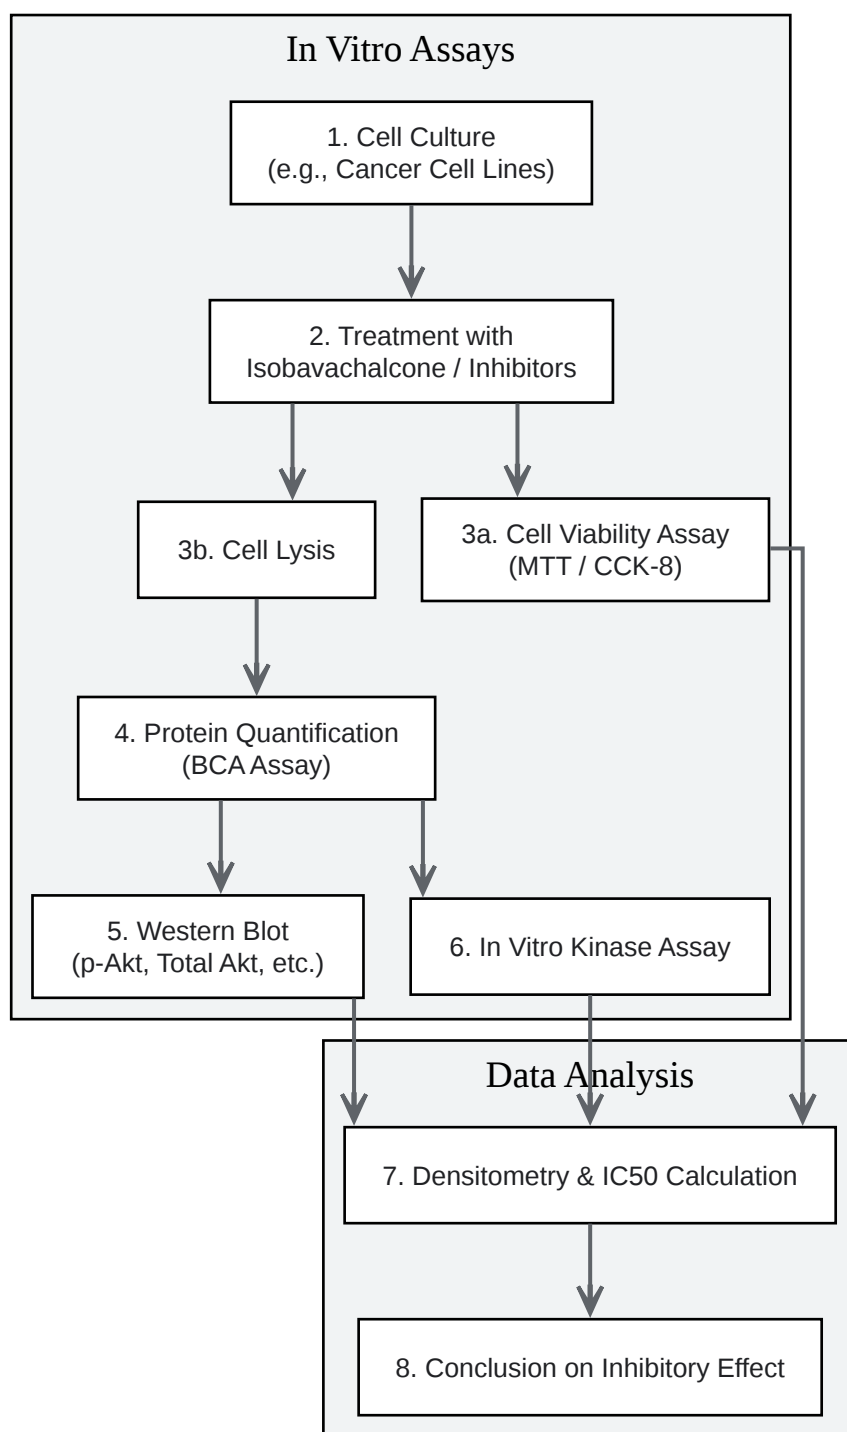 In Vitro Assays
1. Cell Culture
(e.g., Cancer Cell Lines)
2. Treatment with
Isobavachalcone / Inhibitors
3b. Cell Lysis
3a. Cell Viability Assay
(MTT / CCK-8)
4. Protein Quantification
(BCA Assay)
5. Western Blot
(p-Akt, Total Akt, etc.)
6. In Vitro Kinase Assay
Data Analysis
7. Densitometry & IC50 Calculation
8. Conclusion on Inhibitory Effect